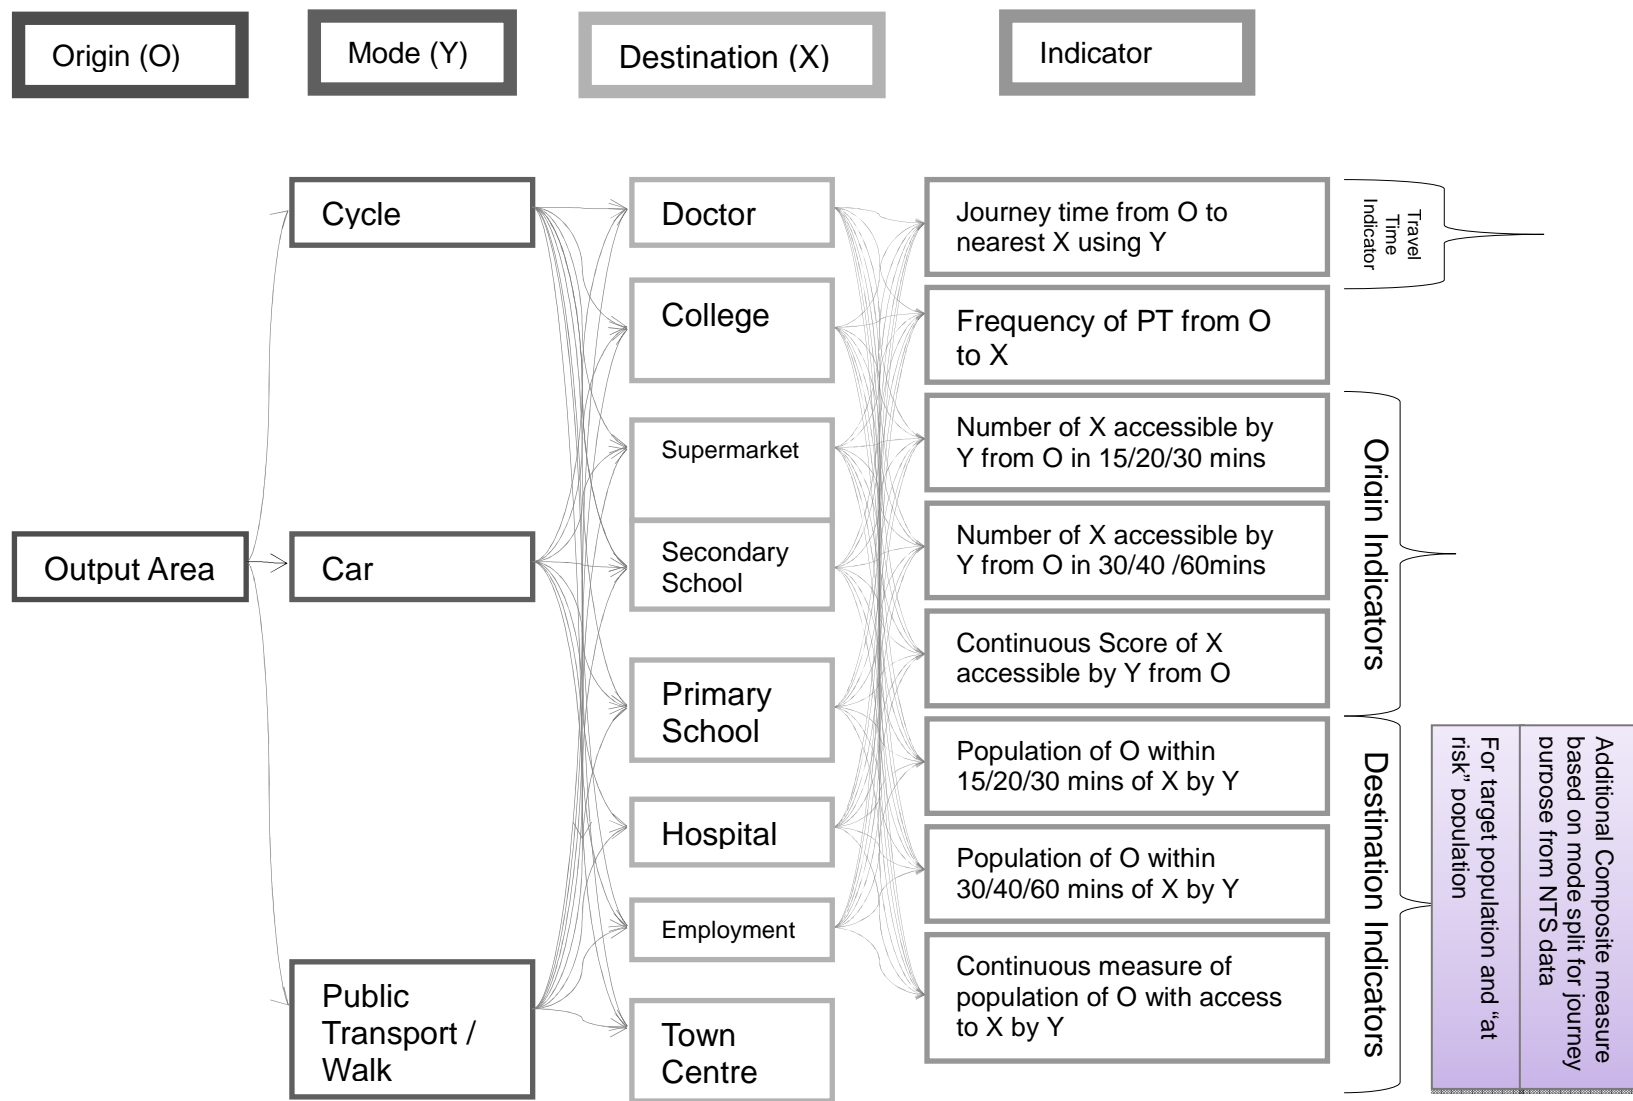 Origin (O)
Mode (Y)
Destination (X)
Indicator
Output Area
Cycle
Car
Public
Transport /
Walk
Doctor
College
Supermarket
Secondary
School
Primary
School
Hospital
Employment
Town
Centre
Journey time from O to
nearest X using Y
Frequency of PT from O
to X
Number of X accessible by
Y from O in 15/20/30 mins
Number of X accessible by
Y from O in 30/40 /60mins
Continuous Score of X
accessible by Y from O
Population of O within
15/20/30 mins of X by Y
Population of O within
30/40/60 mins of X by Y
Continuous measure of
population of O with access
to X by Y
Travel
Time
Indicator
Origin Indicators
Destination Indicators
Additional Composite measure
based on mode split for journey
purpose from NTS data
For target population and “at
risk” population